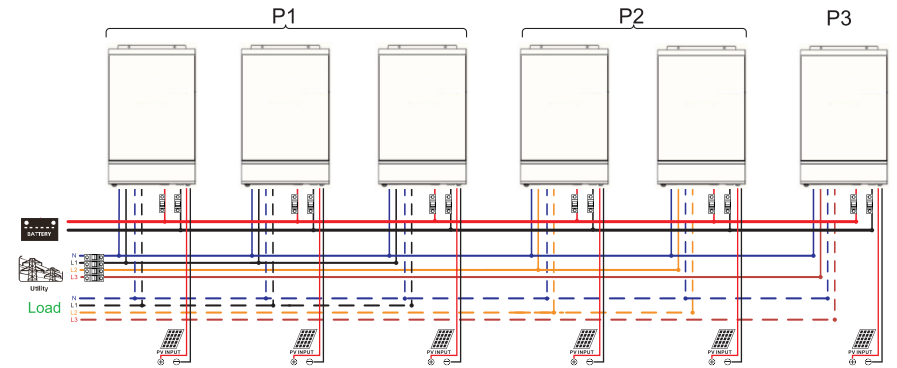 P1 P2 P3
BATTERY
N
L1
L2
L3
Utility
Load
N
L1
L2
L3
PV INPUT PV INPUT PV INPUT PV INPUT PV INPUT PV INPUT